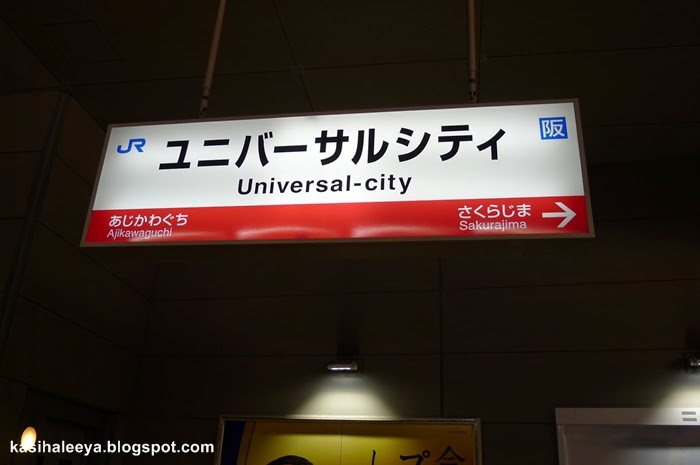 JR ユニバーサルシティ 阪
Universal-city
あじかわぐち さくらじま →
Ajikawaguchi Sakurajima
kasihaleeya.blogspot.com